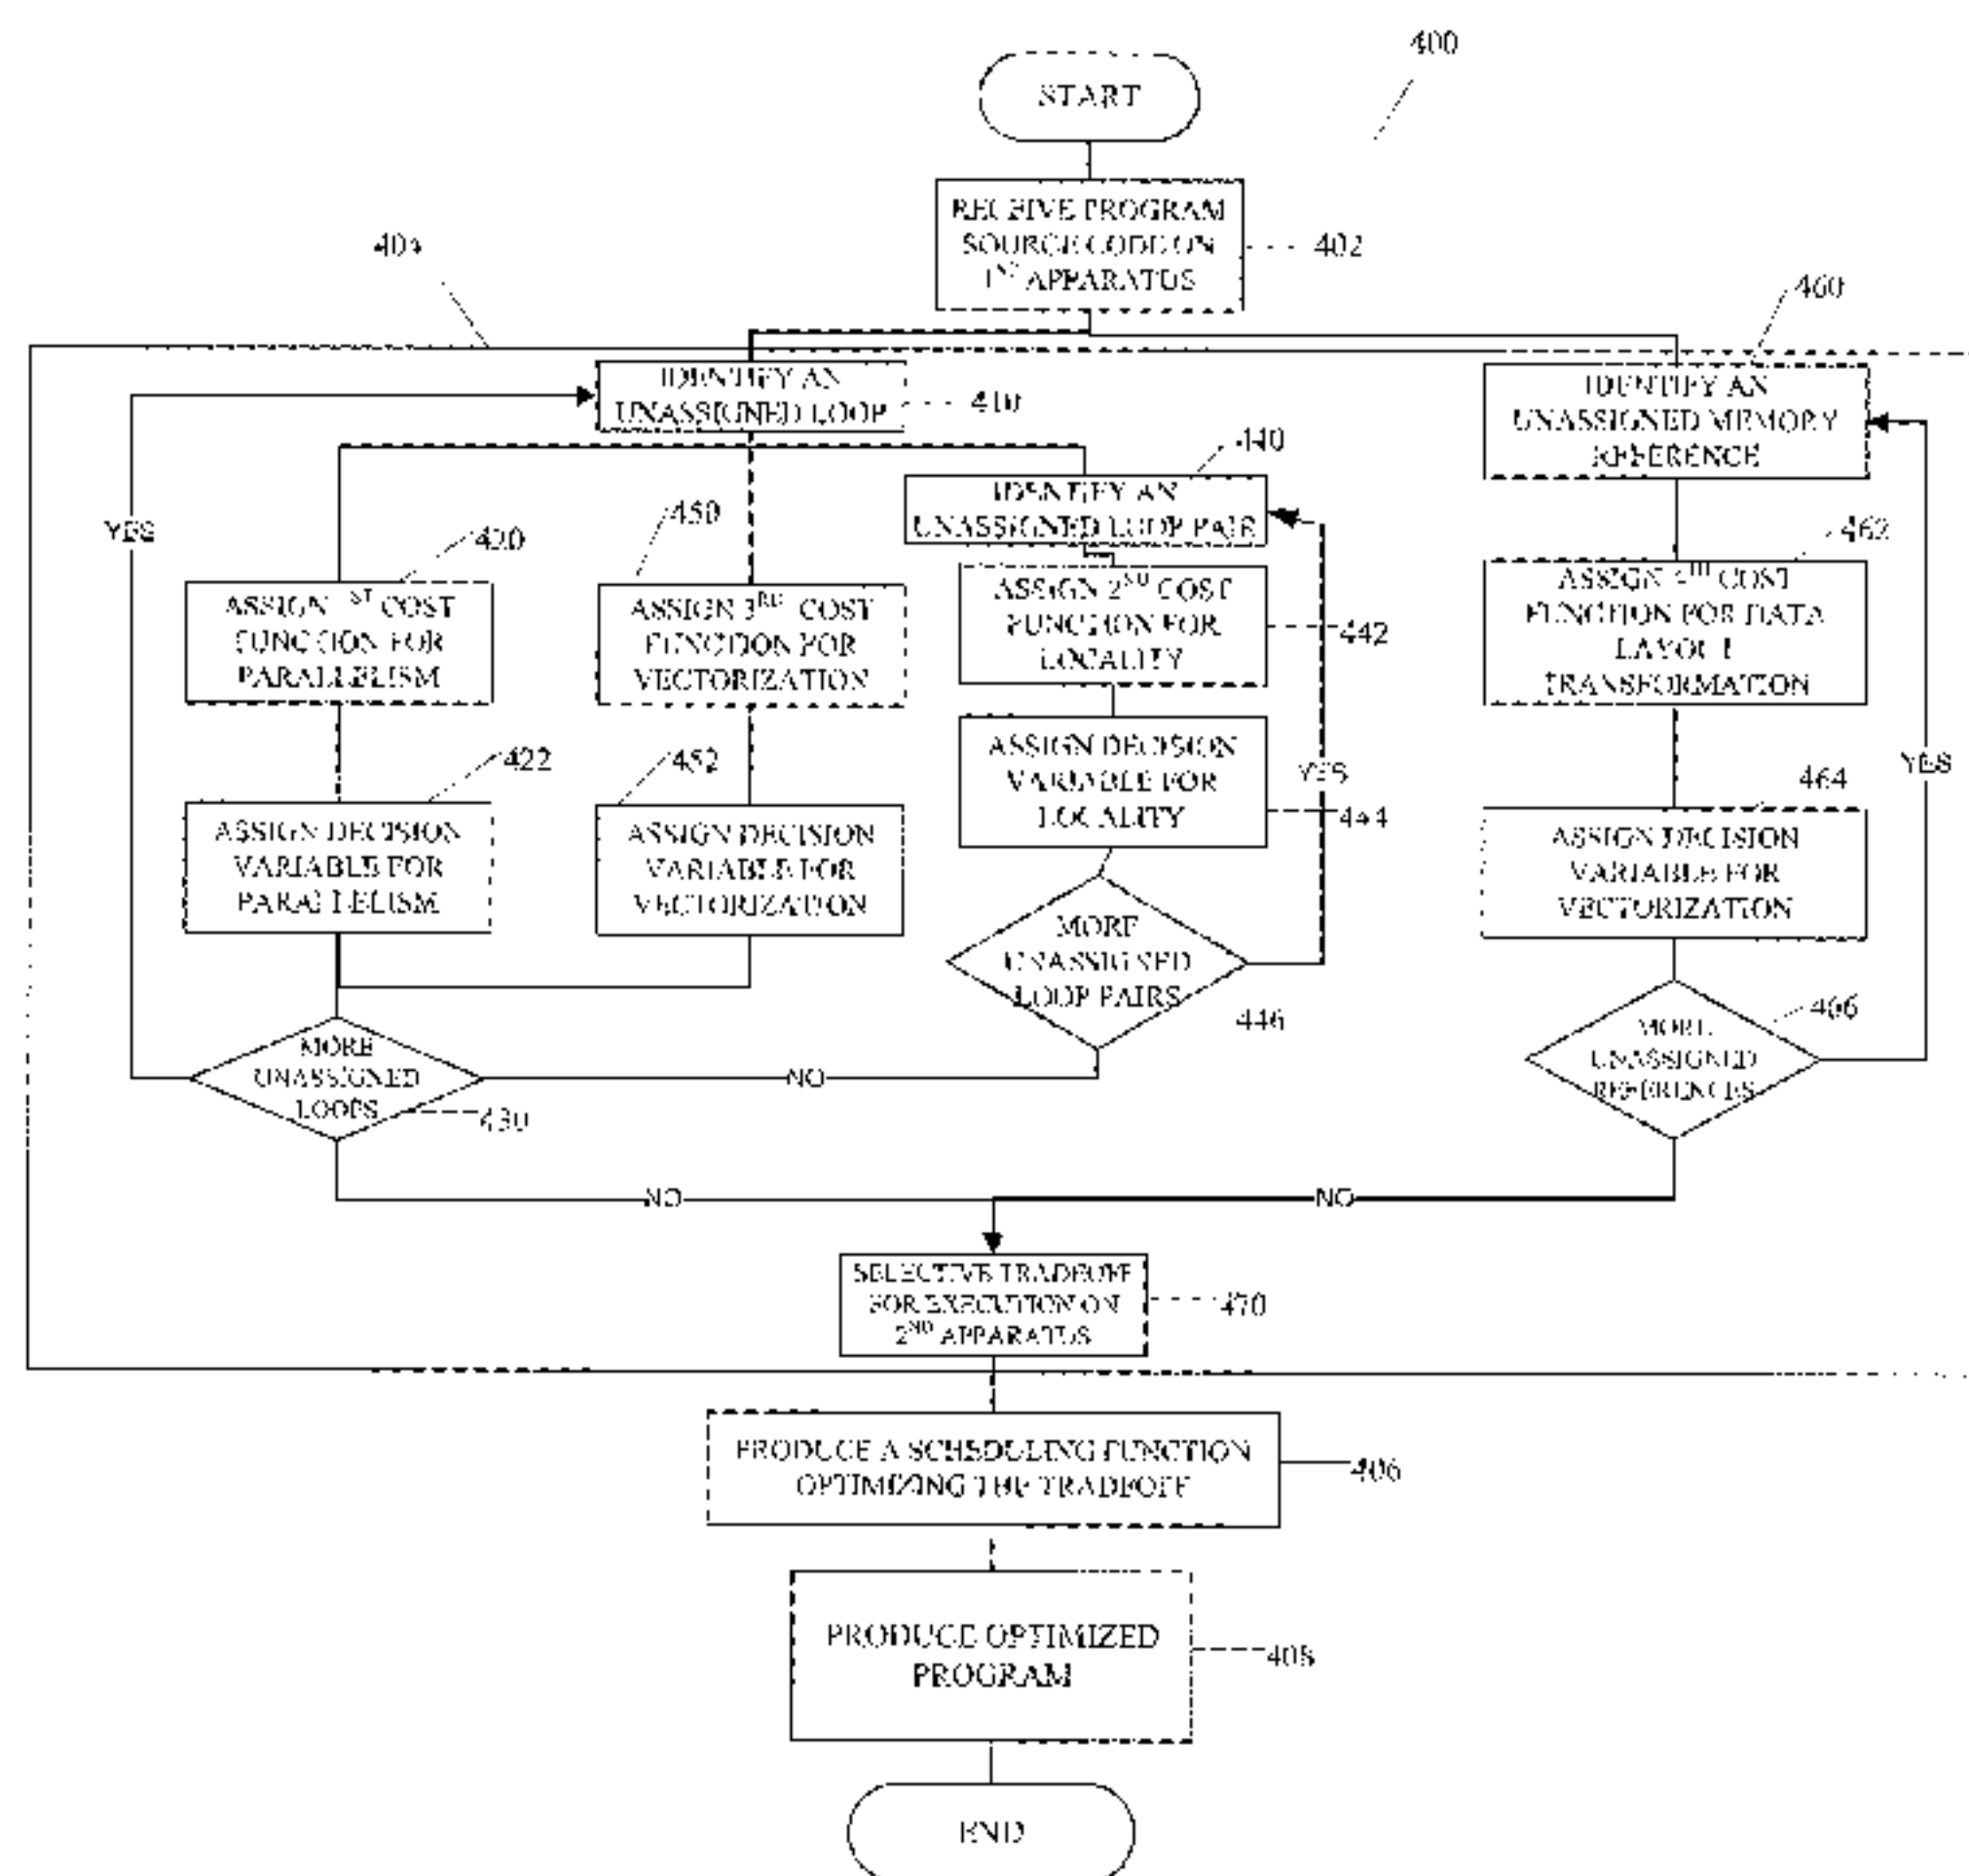 400
START
RECEIVE PROGRAM
SOURCE CODE ON
1ST APPARATUS
402
404
460
IDENTIFY AN
UNASSIGNED LOOP
410
IDENTIFY AN
UNASSIGNED MEMORY
REFERENCE
440
IDENTIFY AN
UNASSIGNED LOOP PAIR
YES
420
450
462
ASSIGN 1ST COST
FUNCTION FOR
PARALLELISM
ASSIGN 3RD COST
FUNCTION FOR
VECTORIZATION
ASSIGN 2ND COST
FUNCTION FOR
LOCALITY
442
ASSIGN 4TH COST
FUNCTION FOR DATA
LAYOUT
TRANSFORMATION
422
452
YES
YES
464
ASSIGN DECISION
VARIABLE FOR
PARALLELISM
ASSIGN DECISION
VARIABLE FOR
VECTORIZATION
ASSIGN DECISION
VARIABLE FOR
LOCALITY
444
ASSIGN DECISION
VARIABLE FOR
VECTORIZATION
MORE
UNASSIGNED
LOOP PAIRS
446
466
MORE
UNASSIGNED
LOOPS
430
NO
MORE
UNASSIGNED
REFERENCES
NO
NO
SELECTIVE TRADEOFF
FOR EXECUTION ON
2ND APPARATUS
470
PRODUCE A SCHEDULING FUNCTION
OPTIMIZING THE TRADEOFF
406
PRODUCE OPTIMIZED
PROGRAM
408
END